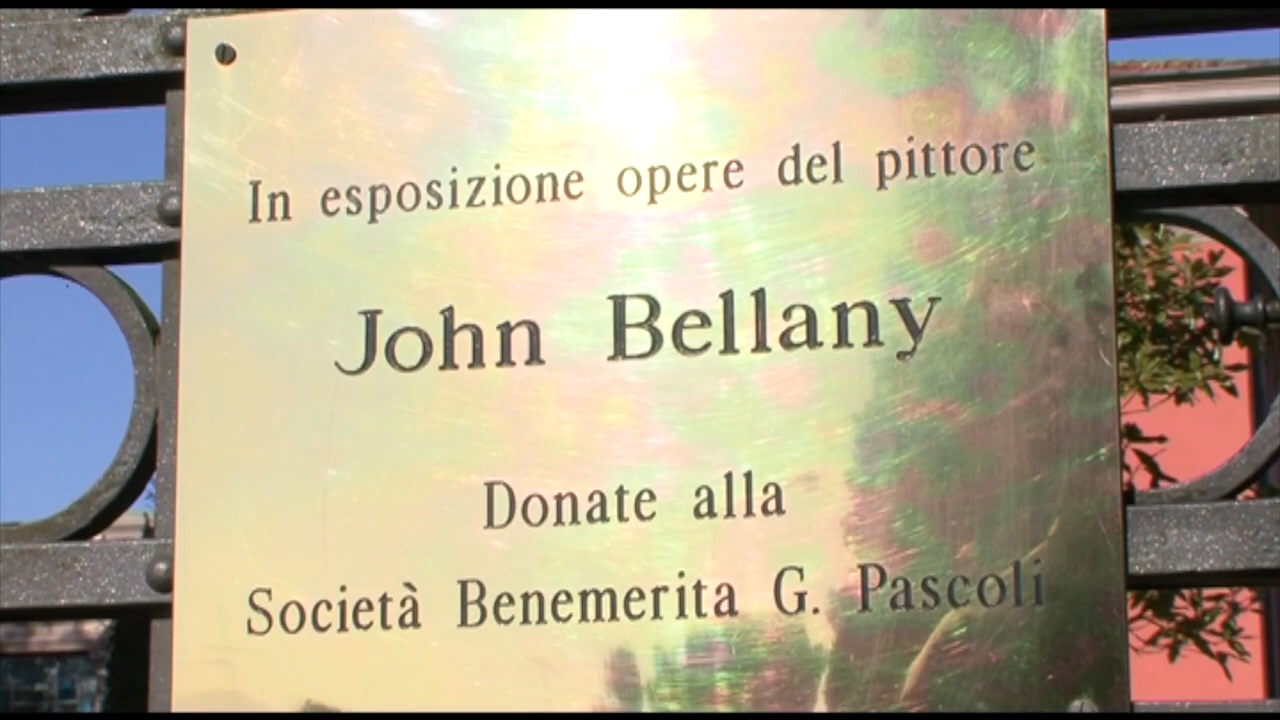 In esposizione opere del pittore
John Bellany
Donate alla
Società Benemerita G. Pascoli